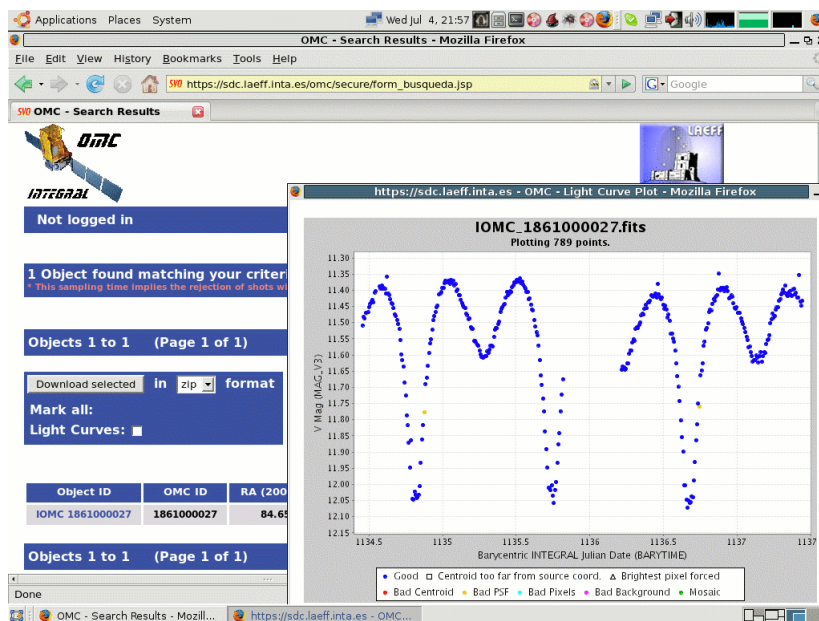 Applications Places System Wed Jul 4, 21:57
OMC - Search Results - Mozilla Firefox
File Edit View History Bookmarks Tools Help
SVO https://sdc.laeff.inta.es/omc/secure/form_busqueda.jsp G Google
SVO OMC - Search Results
OMC
INTEGRAL
LAEFF
Not logged in
1 Object found matching your criteri
* This sampling time implies the rejection of shots wi
Objects 1 to 1 (Page 1 of 1)
Download selected in zip format
Mark all:
Light Curves:
Object ID OMC ID RA (200
IOMC 1861000027 1861000027 84.65
Objects 1 to 1 (Page 1 of 1)
Done
https://sdc.laeff.inta.es - OMC - Light Curve Plot - Mozilla Firefox
IOMC_1861000027.fits
Plotting 789 points.
V Mag (MAG_V3)
11.30
11.35
11.40
11.45
11.50
11.55
11.60
11.65
11.70
11.75
11.80
11.85
11.90
11.95
12.00
12.05
12.10
12.15
1134.5 1135 1135.5 1136 1136.5 1137 1137
Barycentric INTEGRAL Julian Date (BARYTIME)
Good Centroid too far from source coord. Brightest pixel forced
Bad Centroid Bad PSF Bad Pixels Bad Background Mosaic
OMC - Search Results - Mozill... https://sdc.laeff.inta.es - OMC...